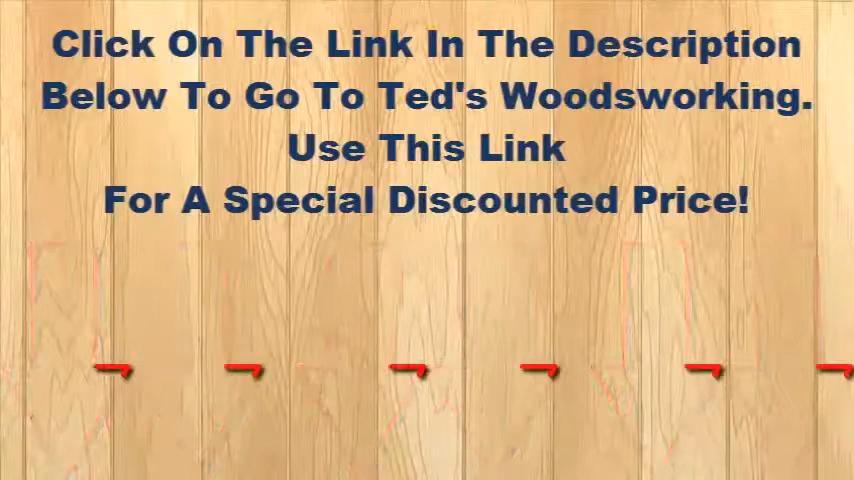 Click On The Link In The Description
Below To Go To Ted's Woodsworking.
Use This Link
For A Special Discounted Price!